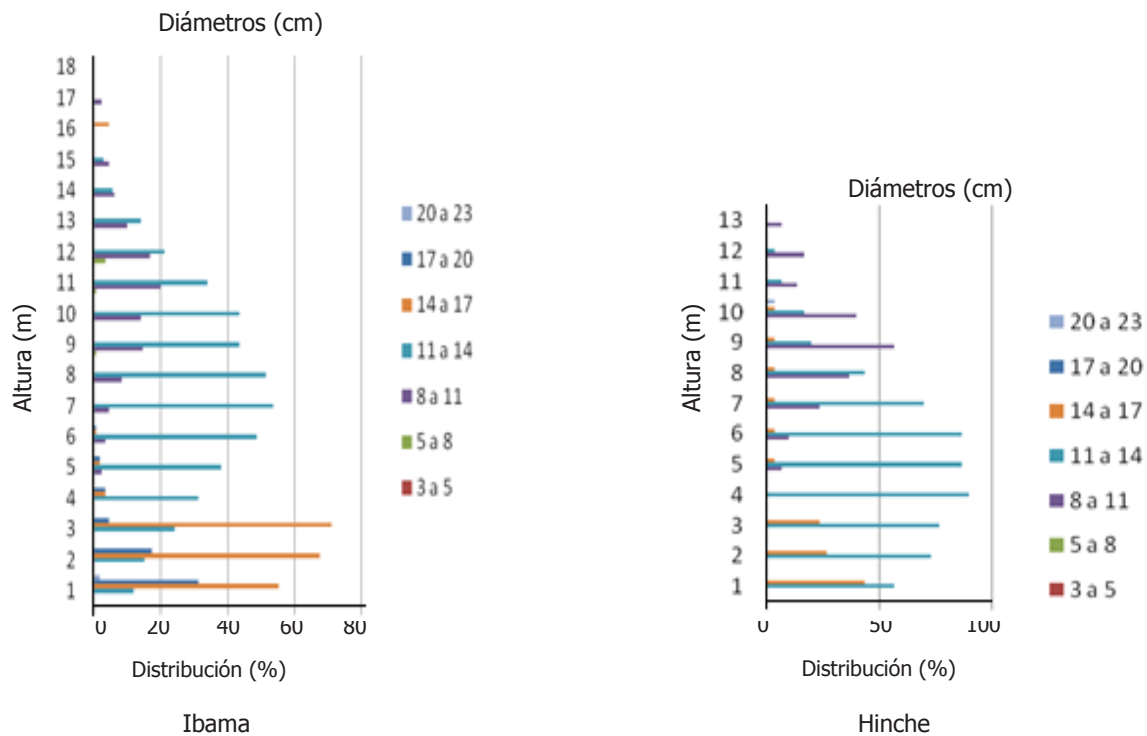 Diámetros (cm)
18
17
16
15
14
13
12
11
10
9
8
7
6
5
4
3
2
1
Altura (m)
0 20 40 60 80
Distribución (%)
Ibama
20 a 23
17 a 20
14 a 17
11 a 14
8 a 11
5 a 8
3 a 5
Diámetros (cm)
13
12
11
10
9
8
7
6
5
4
3
2
1
Altura (m)
0 50 100
Distribución (%)
Hinche
20 a 23
17 a 20
14 a 17
11 a 14
8 a 11
5 a 8
3 a 5